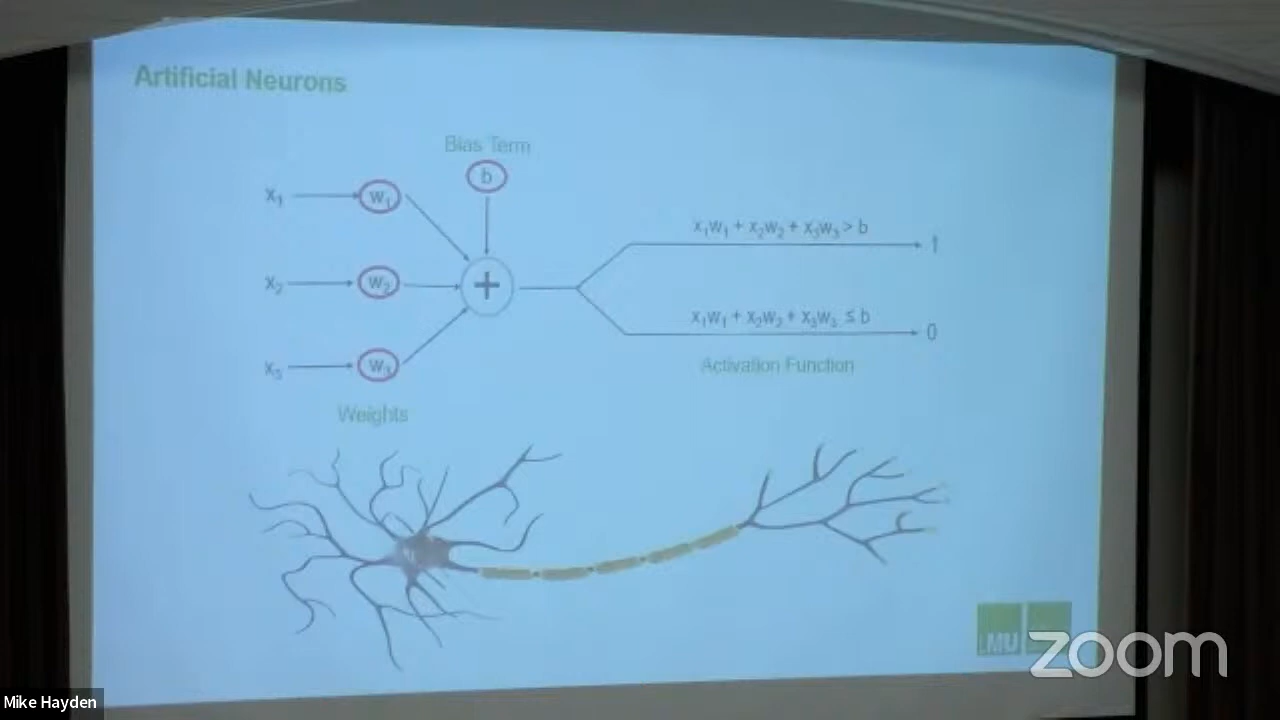 Artificial Neurons
Bias Term
b
x₁
w₁
x₁w₁ + x₂w₂ + x₃w₃ > b
1
x₂
w₂
+
x₁w₁ + x₂w₂ + x₃w₃ ≤ b
0
x₃
w₃
Activation Function
Weights
LMU
zoom
Mike Hayden